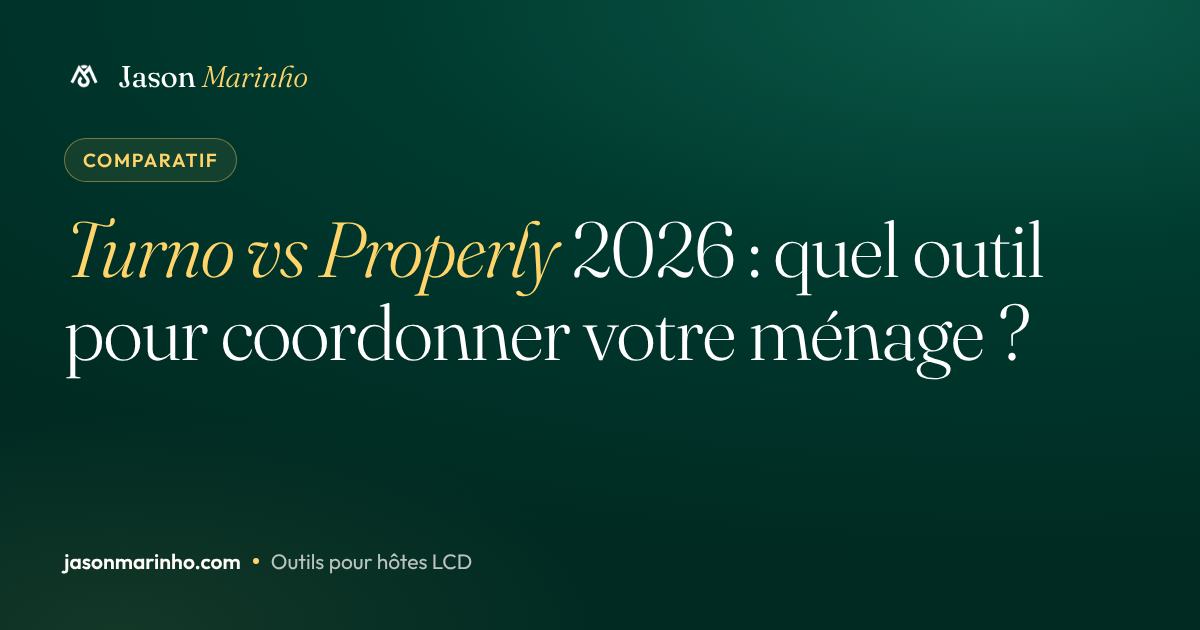 Jason Marinho
COMPARATIF
Turno vs Properly 2026 : quel outil
pour coordonner votre ménage ?
jasonmarinho.com • Outils pour hôtes LCD